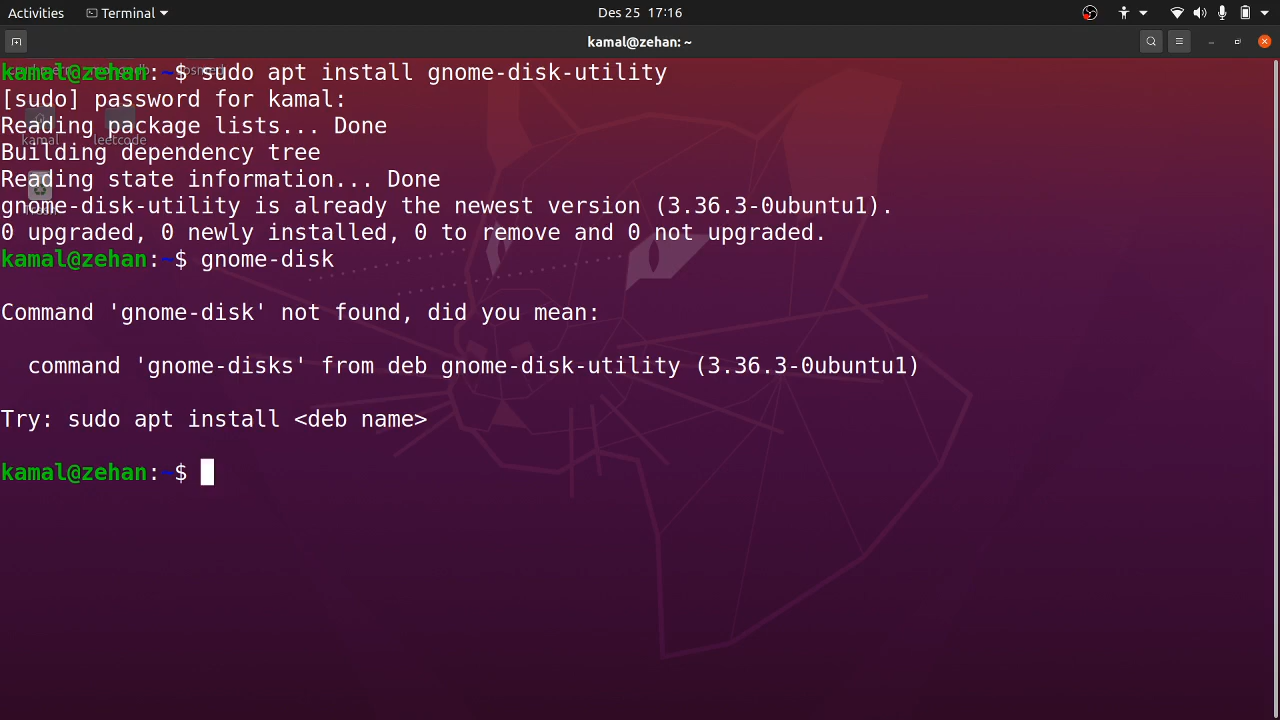 Activities
Terminal
Des 25 17:16
kamal@zehan: ~
kamal@zehan:~$ sudo apt install gnome-disk-utility
[sudo] password for kamal:
Reading package lists... Done
Building dependency tree
Reading state information... Done
gnome-disk-utility is already the newest version (3.36.3-0ubuntu1).
0 upgraded, 0 newly installed, 0 to remove and 0 not upgraded.
kamal@zehan:~$ gnome-disk
Command 'gnome-disk' not found, did you mean:
command 'gnome-disks' from deb gnome-disk-utility (3.36.3-0ubuntu1)
Try: sudo apt install <deb name>
kamal@zehan:~$
kamal
leetcode